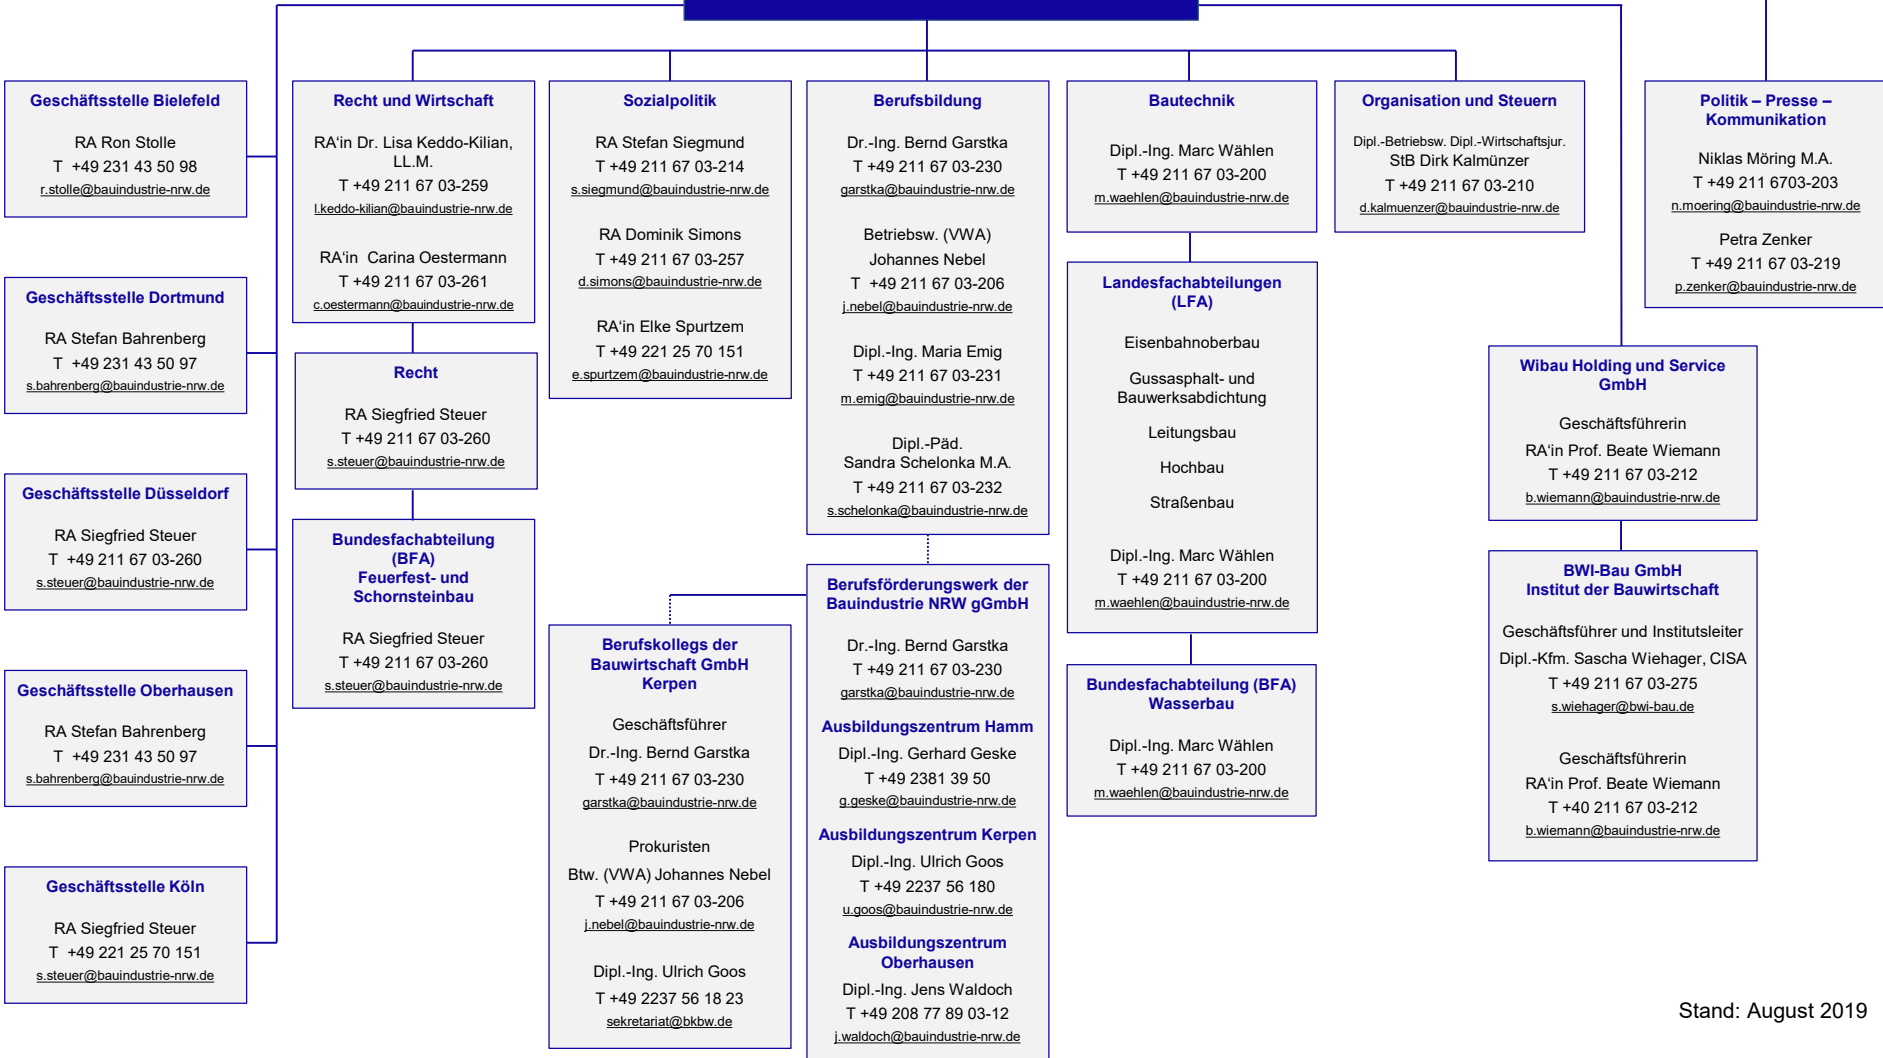 Geschäftsstelle Bielefeld
RA Ron Stolle
T +49 231 43 50 98
r.stolle@bauindustrie-nrw.de
Geschäftsstelle Dortmund
RA Stefan Bahrenberg
T +49 231 43 50 97
s.bahrenberg@bauindustrie-nrw.de
Geschäftsstelle Düsseldorf
RA Siegfried Steuer
T +49 211 67 03-260
s.steuer@bauindustrie-nrw.de
Geschäftsstelle Oberhausen
RA Stefan Bahrenberg
T +49 231 43 50 97
s.bahrenberg@bauindustrie-nrw.de
Geschäftsstelle Köln
RA Siegfried Steuer
T +49 221 25 70 151
s.steuer@bauindustrie-nrw.de
Recht und Wirtschaft
RA'in Dr. Lisa Keddo-Kilian,
LL.M.
T +49 211 67 03-259
l.keddo-kilian@bauindustrie-nrw.de
RA'in Carina Oestermann
T +49 211 67 03-261
c.oestermann@bauindustrie-nrw.de
Recht
RA Siegfried Steuer
T +49 211 67 03-260
s.steuer@bauindustrie-nrw.de
Bundesfachabteilung
(BFA)
Feuerfest- und
Schornsteinbau
RA Siegfried Steuer
T +49 211 67 03-260
s.steuer@bauindustrie-nrw.de
Sozialpolitik
RA Stefan Siegmund
T +49 211 67 03-214
s.siegmund@bauindustrie-nrw.de
RA Dominik Simons
T +49 211 67 03-257
d.simons@bauindustrie-nrw.de
RA'in Elke Spurtzem
T +49 221 25 70 151
e.spurtzem@bauindustrie-nrw.de
Berufskollegs der
Bauwirtschaft GmbH
Kerpen
Geschäftsführer
Dr.-Ing. Bernd Garstka
T +49 211 67 03-230
garstka@bauindustrie-nrw.de
Prokuristen
Btw. (VWA) Johannes Nebel
T +49 211 67 03-206
j.nebel@bauindustrie-nrw.de
Dipl.-Ing. Ulrich Goos
T +49 2237 56 18 23
sekretariat@bkbw.de
Berufsbildung
Dr.-Ing. Bernd Garstka
T +49 211 67 03-230
garstka@bauindustrie-nrw.de
Betriebsw. (VWA)
Johannes Nebel
T +49 211 67 03-206
j.nebel@bauindustrie-nrw.de
Dipl.-Ing. Maria Emig
T +49 211 67 03-231
m.emig@bauindustrie-nrw.de
Dipl.-Päd.
Sandra Schelonka M.A.
T +49 211 67 03-232
s.schelonka@bauindustrie-nrw.de
Berufsförderungswerk der
Bauindustrie NRW gGmbH
Dr.-Ing. Bernd Garstka
T +49 211 67 03-230
garstka@bauindustrie-nrw.de
Ausbildungszentrum Hamm
Dipl.-Ing. Gerhard Geske
T +49 2381 39 50
g.geske@bauindustrie-nrw.de
Ausbildungszentrum Kerpen
Dipl.-Ing. Ulrich Goos
T +49 2237 56 180
u.goos@bauindustrie-nrw.de
Ausbildungszentrum
Oberhausen
Dipl.-Ing. Jens Waldoch
T +49 208 77 89 03-12
j.waldoch@bauindustrie-nrw.de
Bautechnik
Dipl.-Ing. Marc Wählen
T +49 211 67 03-200
m.waehlen@bauindustrie-nrw.de
Landesfachabteilungen
(LFA)
Eisenbahnoberbau
Gussasphalt- und
Bauwerksabdichtung
Leitungsbau
Hochbau
Straßenbau
Dipl.-Ing. Marc Wählen
T +49 211 67 03-200
m.waehlen@bauindustrie-nrw.de
Bundesfachabteilung (BFA)
Wasserbau
Dipl.-Ing. Marc Wählen
T +49 211 67 03-200
m.waehlen@bauindustrie-nrw.de
Organisation und Steuern
Dipl.-Betriebsw. Dipl.-Wirtschaftsjur.
StB Dirk Kalmünzer
T +49 211 67 03-210
d.kalmuenzer@bauindustrie-nrw.de
Wibau Holding und Service
GmbH
Geschäftsführerin
RA'in Prof. Beate Wiemann
T +49 211 67 03-212
b.wiemann@bauindustrie-nrw.de
BWI-Bau GmbH
Institut der Bauwirtschaft
Geschäftsführer und Institutsleiter
Dipl.-Kfm. Sascha Wiehager, CISA
T +49 211 67 03-275
s.wiehager@bwi-bau.de
Geschäftsführerin
RA'in Prof. Beate Wiemann
T +40 211 67 03-212
b.wiemann@bauindustrie-nrw.de
Politik – Presse –
Kommunikation
Niklas Möring M.A.
T +49 211 6703-203
n.moering@bauindustrie-nrw.de
Petra Zenker
T +49 211 67 03-219
p.zenker@bauindustrie-nrw.de
Stand: August 2019